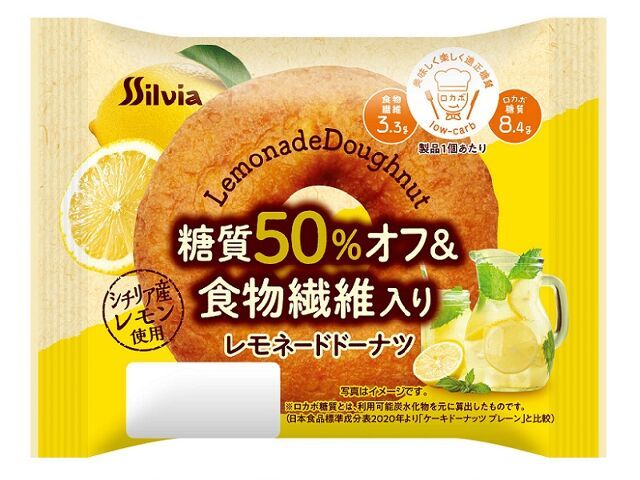 Silvia
LemonadeDoughnut
食物
繊維
3.3g
美味しく楽しく適正糖質
ロカボ
low-carb
ロカボ
糖質
8.4g
製品1個あたり
糖質50%オフ&
食物繊維入り
レモネードドーナツ
シチリア産
レモン
使用
写真はイメージです。
※ロカボ糖質とは、利用可能炭水化物を元に算出したものです。
(日本食品標準成分表2020年より「ケーキドーナッツ プレーン」と比較)